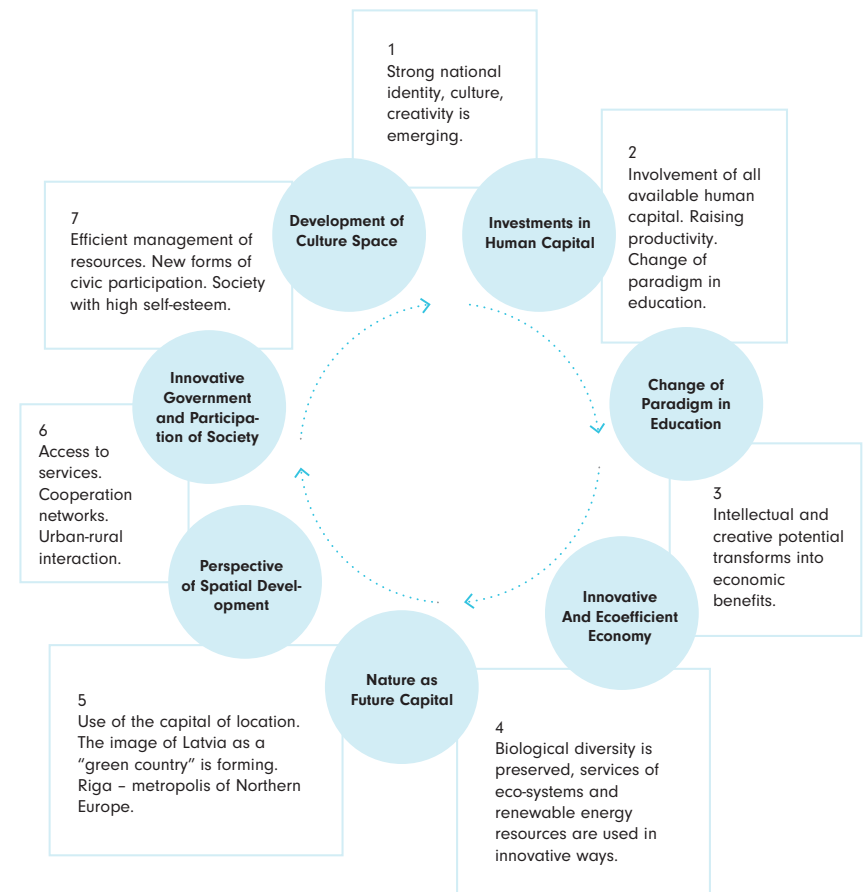 1
Strong national
identity, culture,
creativity is
emerging.
Development of
Culture Space
Investments in
Human Capital
2
Involvement of all
available human
capital. Raising
productivity.
Change of
paradigm in
education.
Change of
Paradigm in
Education
3
Intellectual and
creative potential
transforms into
economic
benefits.
Innovative
And Ecoefficient
Economy
4
Biological diversity is
preserved, services of
eco-systems and
renewable energy
resources are used in
innovative ways.
Nature as
Future Capital
5
Use of the capital of location.
The image of Latvia as a
“green country” is forming.
Riga – metropolis of Northern
Europe.
Perspective
of Spatial Devel-
opment
6
Access to
services.
Cooperation
networks.
Urban-rural
interaction.
Innovative
Government
and Participa-
tion of Society
7
Efficient management of
resources. New forms of
civic participation. Society
with high self-esteem.